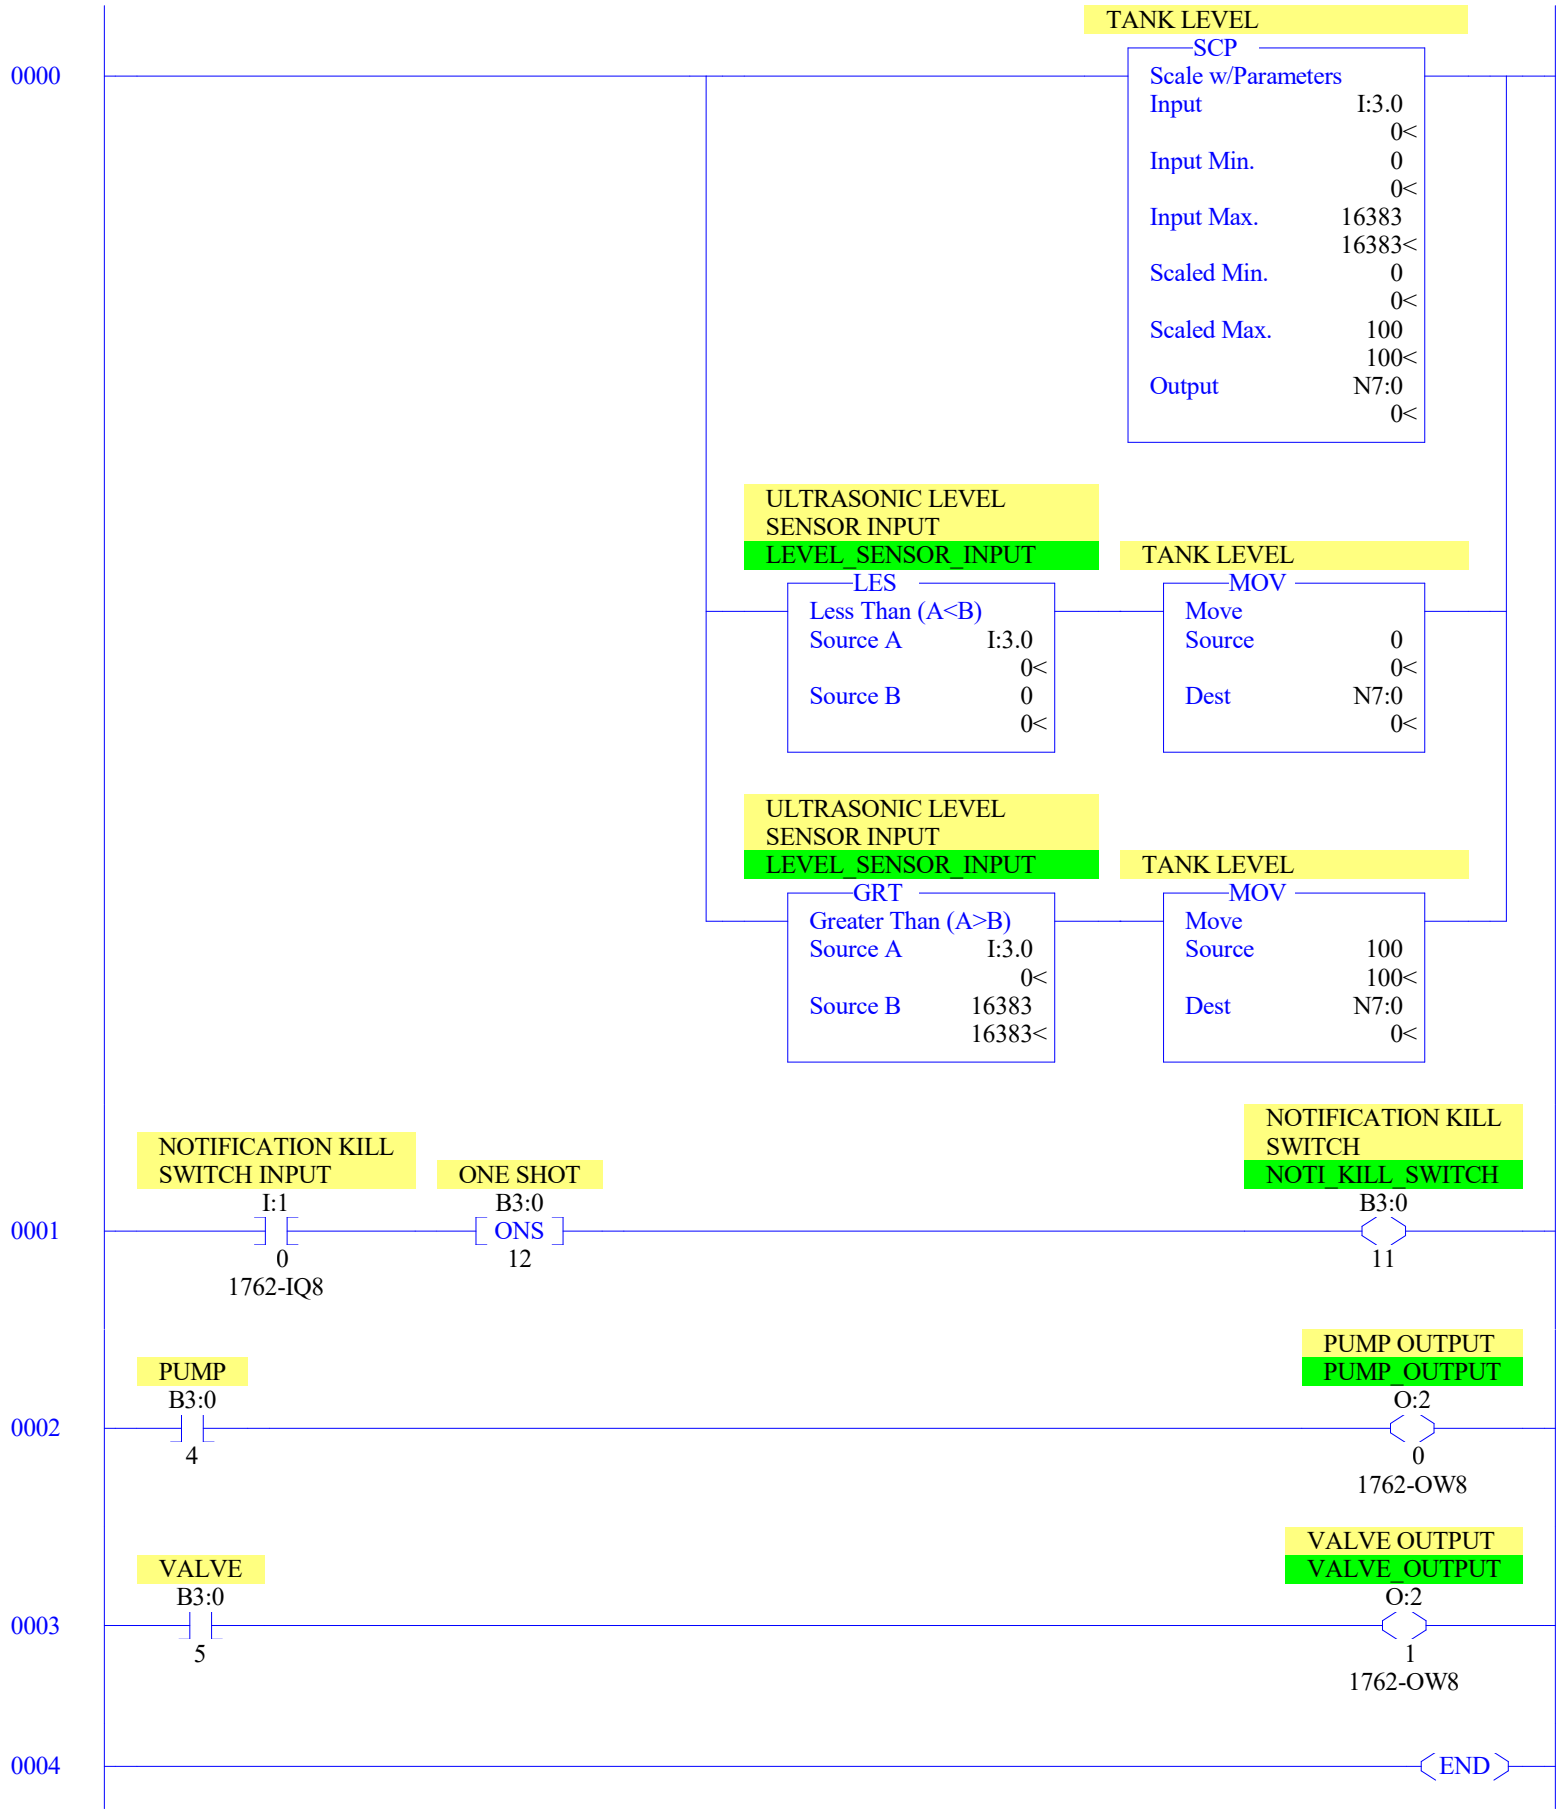 TANK LEVEL
SCP
0000
Scale w/Parameters
Input I:3.0
0<
Input Min. 0
0<
Input Max. 16383
16383<
Scaled Min. 0
0<
Scaled Max. 100
100<
Output N7:0
0<
ULTRASONIC LEVEL
SENSOR INPUT
LEVEL_SENSOR_INPUT
LES
Less Than (A<B)
Source A I:3.0
0<
Source B 0
0<
TANK LEVEL
MOV
Move
Source 0
0<
Dest N7:0
0<
ULTRASONIC LEVEL
SENSOR INPUT
LEVEL_SENSOR_INPUT
GRT
Greater Than (A>B)
Source A I:3.0
0<
Source B 16383
16383<
TANK LEVEL
MOV
Move
Source 100
100<
Dest N7:0
0<
0001
NOTIFICATION KILL
SWITCH INPUT
I:1
0
1762-IQ8
ONE SHOT
B3:0
ONS
12
NOTIFICATION KILL
SWITCH
NOTI_KILL_SWITCH
B3:0
11
0002
PUMP
B3:0
4
PUMP OUTPUT
PUMP_OUTPUT
O:2
0
1762-OW8
0003
VALVE
B3:0
5
VALVE OUTPUT
VALVE_OUTPUT
O:2
1
1762-OW8
0004
END